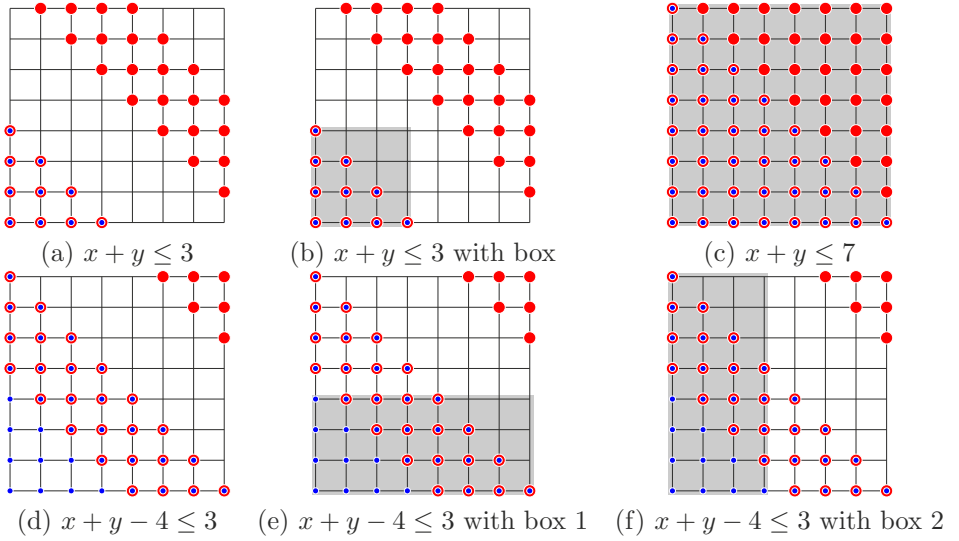 (a) x + y ≤ 3
(b) x + y ≤ 3 with box
(c) x + y ≤ 7
(d) x + y − 4 ≤ 3
(e) x + y − 4 ≤ 3 with box 1
(f) x + y − 4 ≤ 3 with box 2